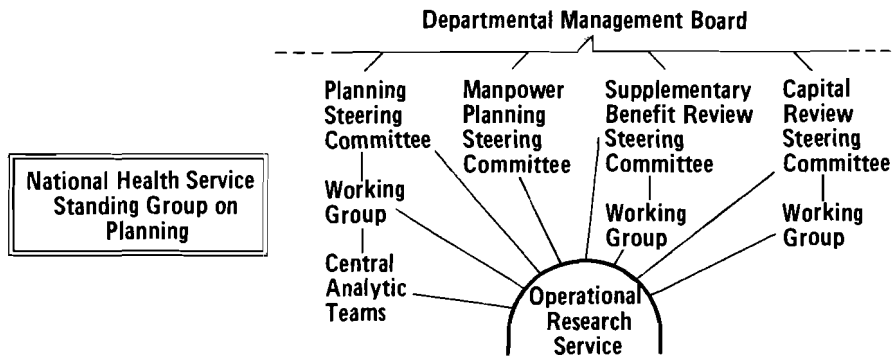 Departmental Management Board
Planning
Steering
Committee
Manpower
Planning
Steering
Committee
Supplementary
Benefit Review
Steering
Committee
Capital
Review
Steering
Committee
National Health Service
Standing Group on
Planning
Working
Group
Working
Group
Working
Group
Central
Analytic
Teams
Operational
Research
Service